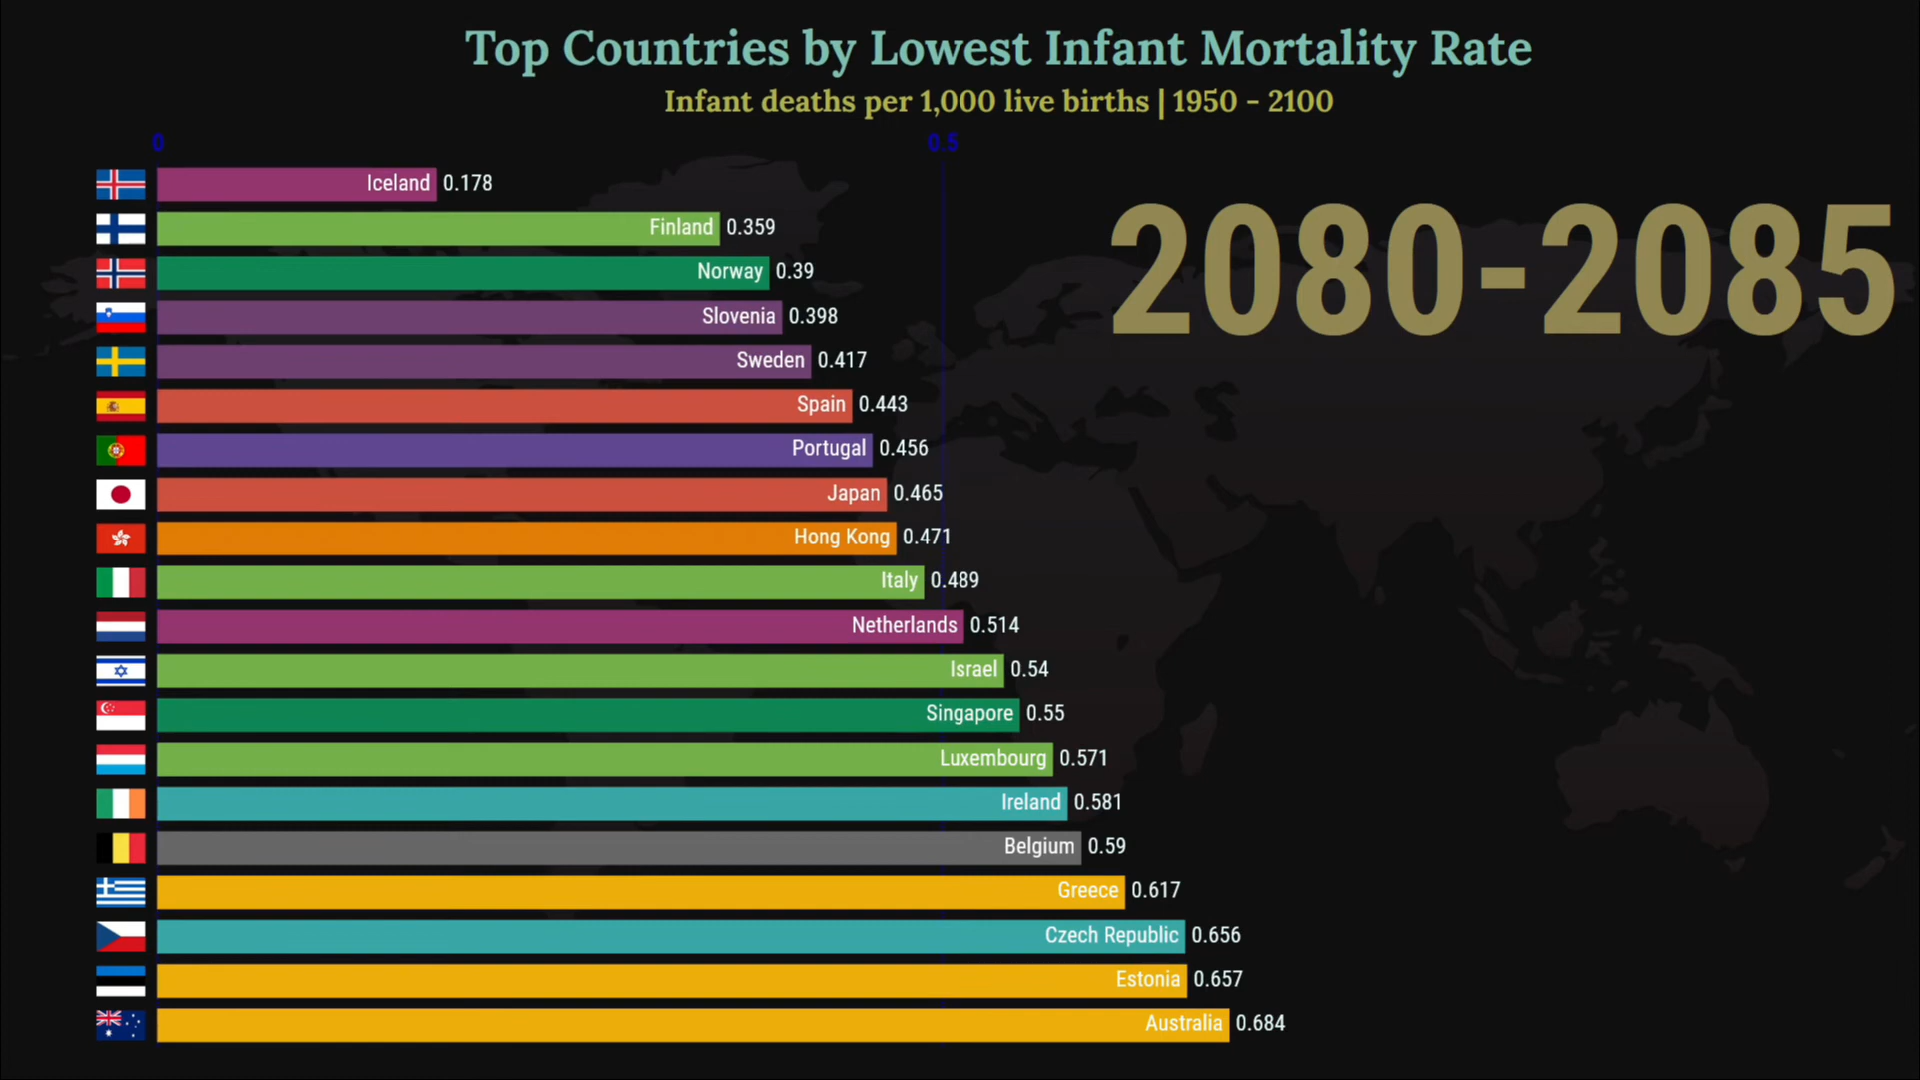 Top Countries by Lowest Infant Mortality Rate
Infant deaths per 1,000 live births | 1950 - 2100
0 0.5
2080-2085
Iceland 0.178
Finland 0.359
Norway 0.39
Slovenia 0.398
Sweden 0.417
Spain 0.443
Portugal 0.456
Japan 0.465
Hong Kong 0.471
Italy 0.489
Netherlands 0.514
Israel 0.54
Singapore 0.55
Luxembourg 0.571
Ireland 0.581
Belgium 0.59
Greece 0.617
Czech Republic 0.656
Estonia 0.657
Australia 0.684